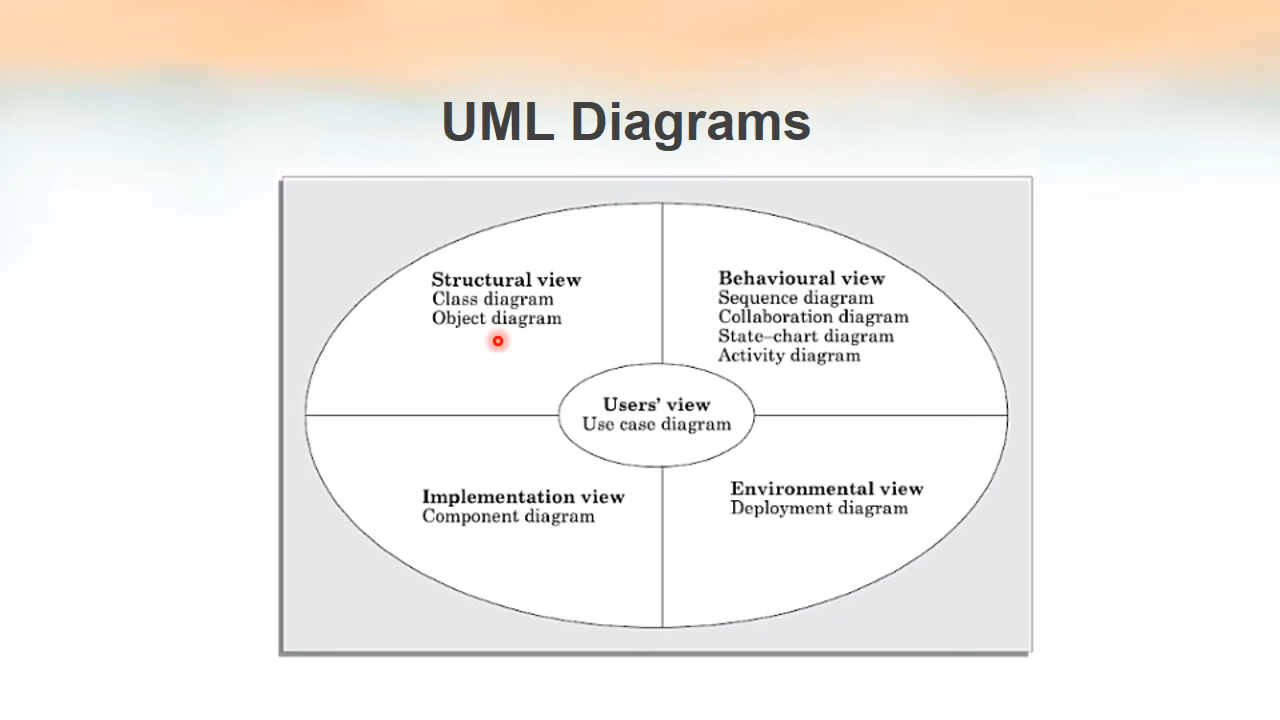 UML Diagrams
Structural view
Class diagram
Object diagram
Behavioural view
Sequence diagram
Collaboration diagram
State–chart diagram
Activity diagram
Users' view
Use case diagram
Implementation view
Component diagram
Environmental view
Deployment diagram